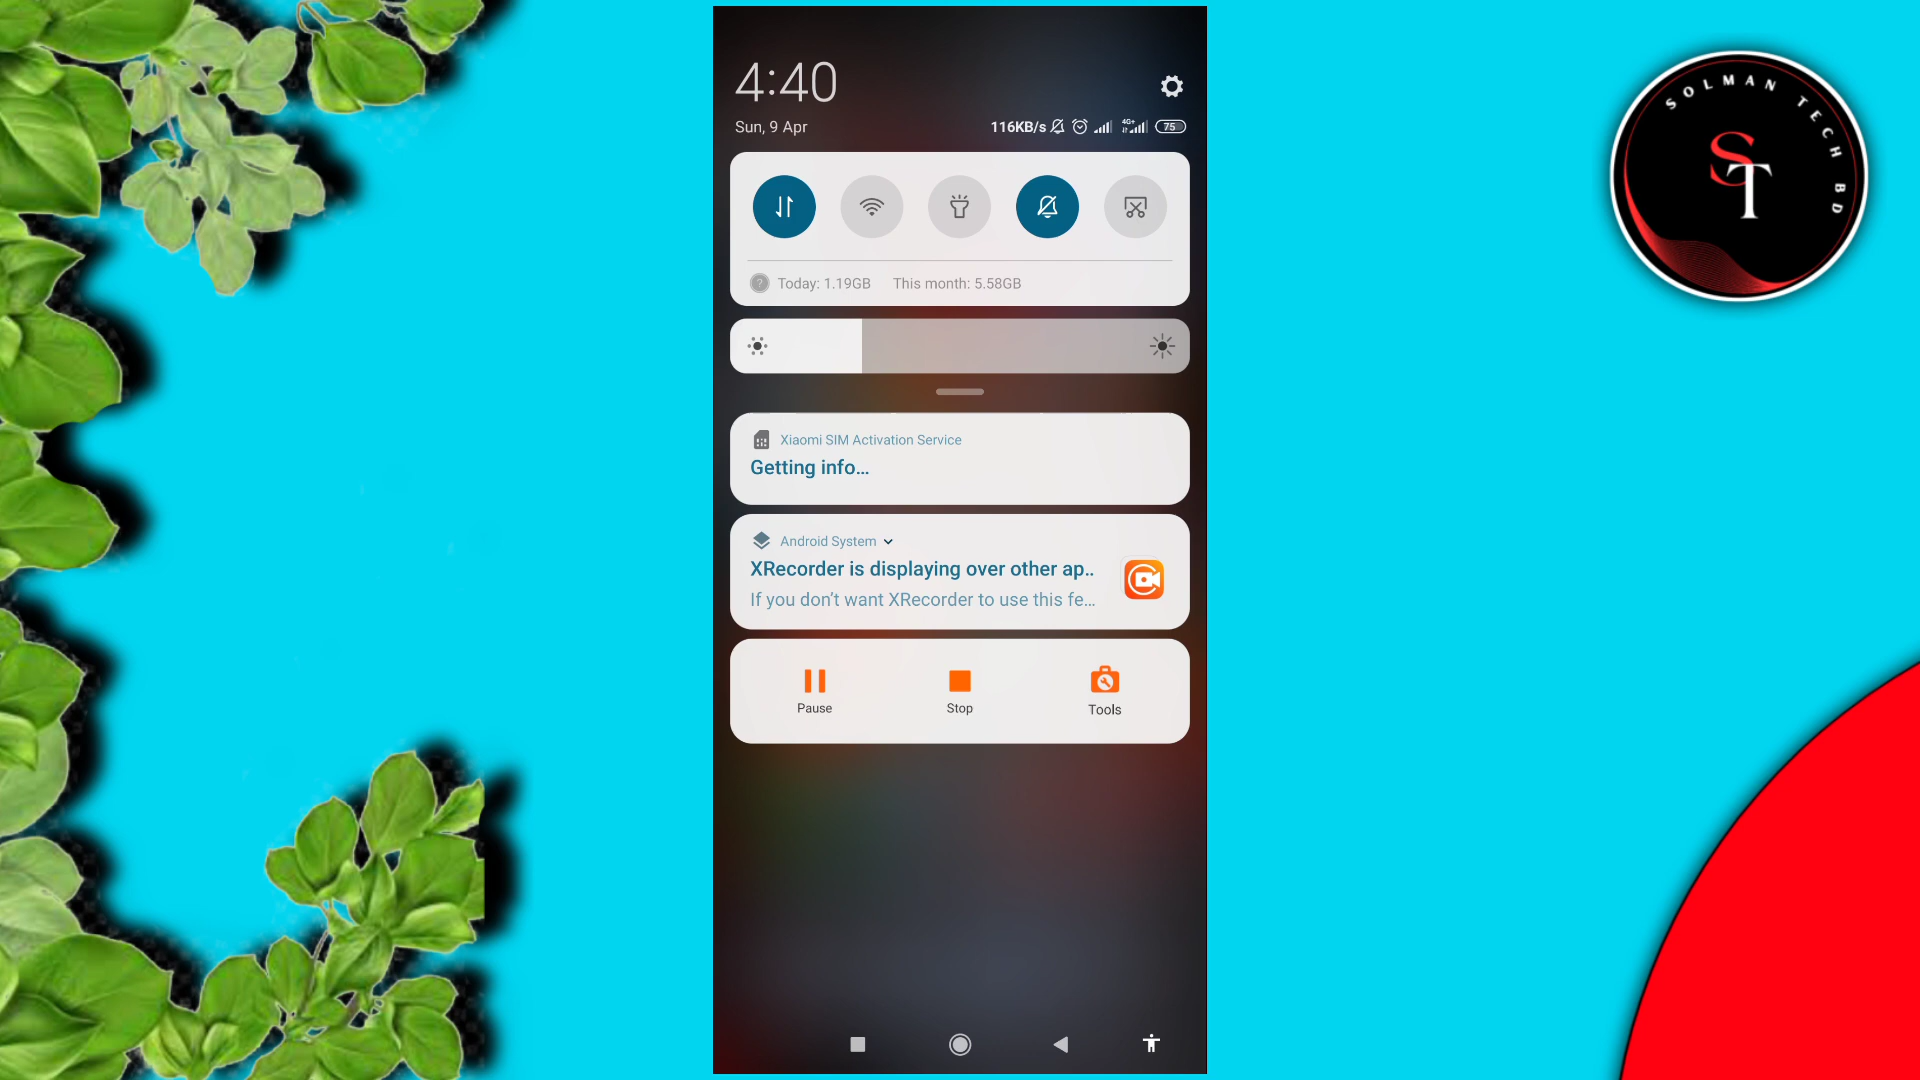 4:40
Sun, 9 Apr
116KB/s 4G+ 75
Today: 1.19GB This month: 5.58GB
Xiaomi SIM Activation Service
Getting info...
Android System
XRecorder is displaying over other ap..
If you don't want XRecorder to use this fe...
Pause Stop Tools
SOLMAN TECH BD
ST